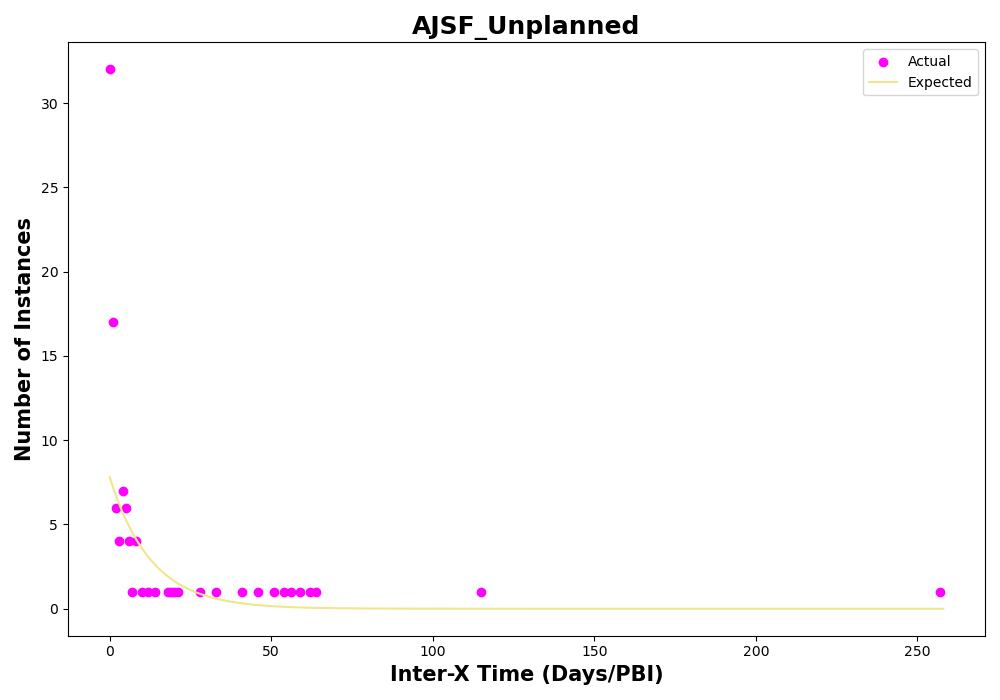 AJSF_Unplanned
Actual
Expected
Number of Instances
30
25
20
15
10
5
0
0 50 100 150 200 250
Inter-X Time (Days/PBI)